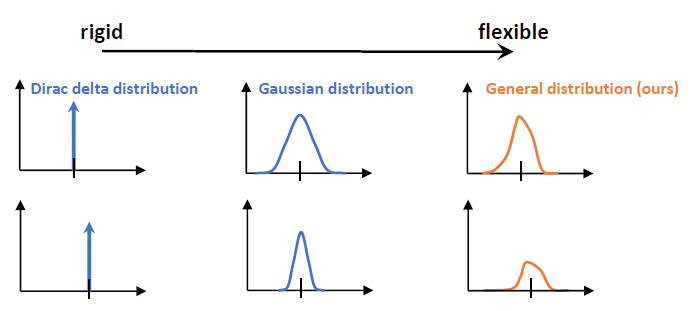 rigid
flexible
Dirac delta distribution
Gaussian distribution
General distribution (ours)